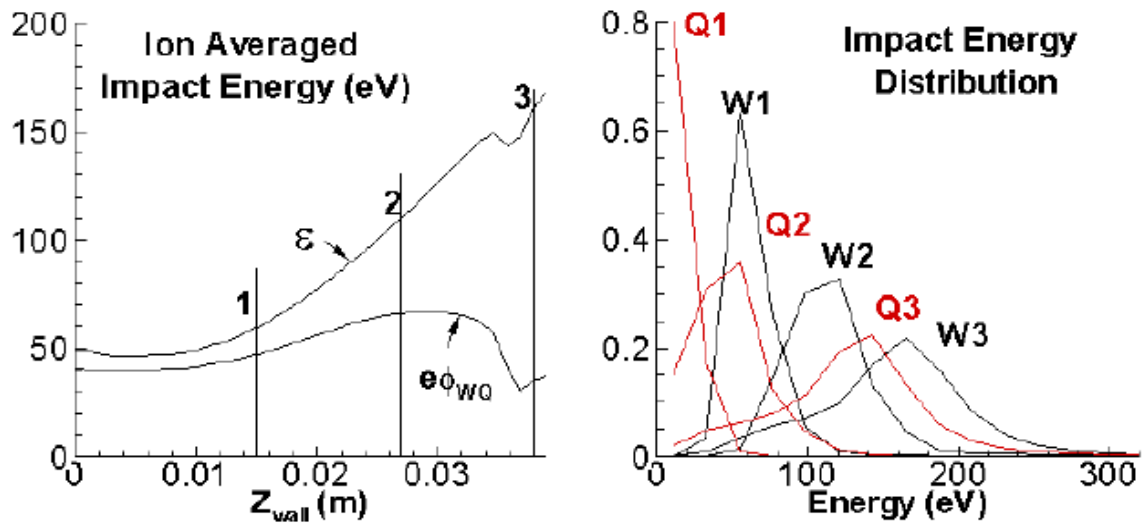 Ion Averaged
Impact Energy (eV)
200
150
100
50
0
1
2
3
ε
eϕWQ
0 0.01 0.02 0.03
Zwall (m)
Impact Energy
Distribution
0.8
0.6
0.4
0.2
0
Q1
W1
Q2
W2
Q3
W3
0 100 200 300
Energy (eV)